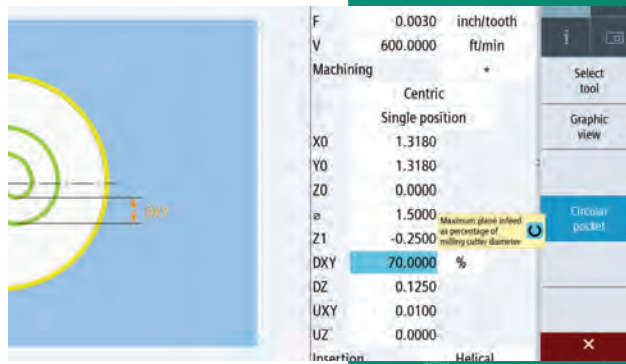 F 0.0030 inch/tooth
V 600.0000 ft/min
Machining *
Centric
Single position
X0 1.3180
Y0 1.3180
Z0 0.0000
⌀ 1.5000
Z1 -0.2500
DXY 70.0000 %
DZ 0.1250
UXY 0.0100
UZ 0.0000
Insertion Helical
Maximum plane infeed
as percentage of
milling cutter diameter
DXY
i
Select
tool
Graphic
view
Circular
pocket
×